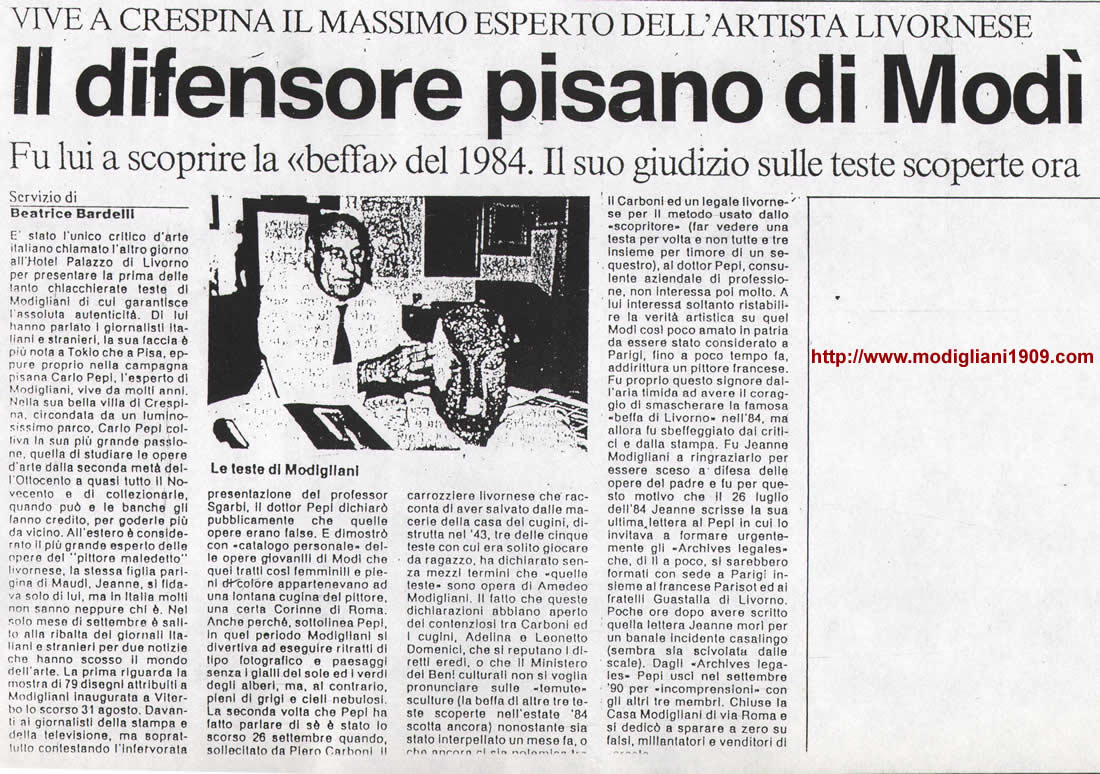 VIVE A CRESPINA IL MASSIMO ESPERTO DELL'ARTISTA LIVORNESE
Il difensore pisano di Modì
Fu lui a scoprire la «beffa» del 1984. Il suo giudizio sulle teste scoperte ora
Servizio di
Beatrice Bardelli
E' stato l'unico critico d'arte
italiano chiamato l'altro giorno
all'Hotel Palazzo di Livorno
per presentare la prima delle
tanto chiacchierate teste di
Modigliani di cui garantisce
l'assoluta autenticità. Di lui
hanno parlato i giornalisti ita-
liani e stranieri, la sua faccia è
più nota a Tokio che a Pisa, ep-
pure proprio nella campagna
pisana Carlo Pepi, l'esperto di
Modigliani, vive da molti anni.
Nella sua bella villa di Crespi-
na, circondata da un lumino-
sissimo parco, Carlo Pepi col-
tiva la sua più grande passio-
ne, quella di studiare le opere
d'arte dalla seconda metà del-
l'Ottocento a quasi tutto il No-
vecento e di collezionarle,
quando può e le banche gli
fanno credito, per goderle più
da vicino. All'estero è conside-
rato il più grande esperto delle
opere del "pittore maledetto"
livornese, la stessa figlia pari-
gina di Maudì, Jeanne, si fida-
va solo di lui, ma in Italia molti
non sanno neppure chi è. Nel
solo mese di settembre è sali-
to alla ribalta dei giornali ita-
liani e stranieri per due notizie
che hanno scosso il mondo
dell'arte. La prima riguarda la
mostra di 79 disegni attribuiti a
Modigliani inaugurata a Viter-
bo lo scorso 31 agosto. Davan-
ti ai giornalisti della stampa e
della televisione, ma soprat-
tutto contestando l'infervorata
Le teste di Modigliani
presentazione del professor
Sgarbi, il dottor Pepi dichiarò
pubblicamente che quelle
opere erano false. E dimostrò
con «catalogo personale» del-
le opere giovanili di Modì che
quei tratti così femminili e pie-
ni di colore appartenevano ad
una lontana cugina del pittore,
una certa Corinne di Roma.
Anche perchè, sottolinea Pepi,
in quel periodo Modigliani si
divertiva ad eseguire ritratti di
tipo fotografico e paesaggi
senza i gialli del sole ed i verdi
degli alberi, ma, al contrario,
pieni di grigi e cieli nebulosi.
La seconda volta che Pepi ha
fatto parlare di sè è stato lo
scorso 26 settembre quando,
sollecitato da Piero Carboni, il
carrozziere livornese che rac-
conta di aver salvato dalle ma-
cerie della casa dei cugini, di-
strutta nel '43, tre delle cinque
teste con cui era solito giocare
da ragazzo, ha dichiarato sen-
za mezzi termini che «quelle
teste» sono opera di Amedeo
Modigliani. Il fatto che queste
dichiarazioni abbiano aperto
dei contenziosi tra Carboni ed
i cugini, Adelina e Leonetto
Domenici, che si reputano i di-
retti eredi, o che il Ministero
dei Beni culturali non si voglia
pronunciare sulle «temute»
sculture (la beffa di altre tre
teste scoperte nell'estate '84
scotta ancora) nonostante sia
stato interpellato un mese fa, o
che ancora ci sia polemica tra
il Carboni ed un legale livorne-
se per il metodo usato dallo
«scopritore» (far vedere una
testa per volta e non tutte e tre
insieme per timore di un se-
questro), al dottor Pepi, consu-
lente aziendale di professio-
ne, non interessa poi molto. A
lui interessa soltanto ristabili-
re la verità artistica su quel
Modì così poco amato in patria
da essere stato considerato a
Parigi, fino a poco tempo fa,
addirittura un pittore francese.
Fu proprio questo signore dal-
l'aria timida ad avere il corag-
gio di smascherare la famosa
«beffa di Livorno» nell'84, ma
allora fu sbeffeggiato dai criti-
ci e dalla stampa. Fu Jeanne
Modigliani a ringraziarlo per
essere sceso a difesa delle
opere del padre e fu per que-
sto motivo che il 26 luglio
dell'84 Jeanne scrisse la sua
ultima lettera al Pepi in cui lo
invitava a formare urgente-
mente gli «Archives legales»
che, di lì a poco, si sarebbero
formati con sede a Parigi in-
sieme al francese Parisot ed ai
fratelli Guastalla di Livorno.
Poche ore dopo avere scritto
quella lettera Jeanne morì per
un banale incidente casalingo
(sembra sia scivolata dalle
scale). Dagli «Archives lega-
les» Pepi uscì nel settembre
'90 per «incomprensioni» con
gli altri tre membri. Chiuse la
Casa Modigliani di via Roma e
si dedicò a sparare a zero su
falsi, millantatori e venditori di
http://www.modigliani1909.com